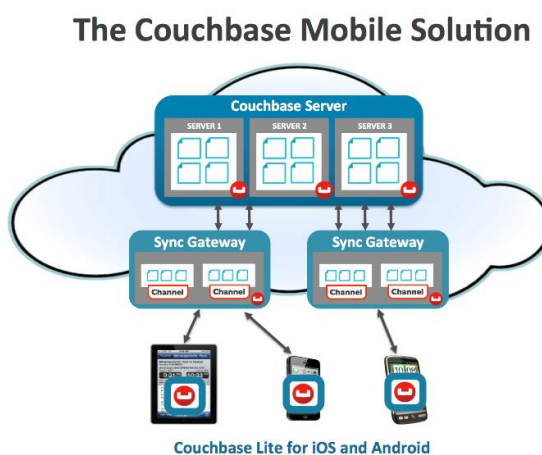 The Couchbase Mobile Solution
Couchbase Server
SERVER 1 SERVER 2 SERVER 3
Sync Gateway Sync Gateway
Channel Channel Channel Channel
Couchbase Lite for iOS and Android